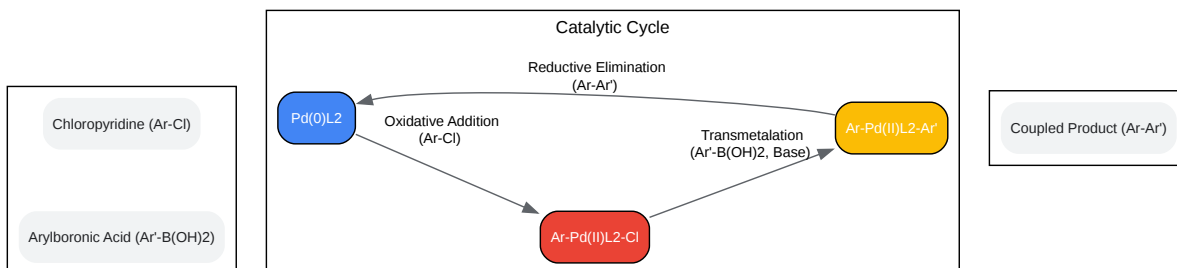 Catalytic Cycle
Chloropyridine (Ar-Cl)
Arylboronic Acid (Ar'-B(OH)2)
Reductive Elimination
(Ar-Ar')
Pd(0)L2
Oxidative Addition
(Ar-Cl)
Transmetalation
(Ar'-B(OH)2, Base)
Ar-Pd(II)L2-Ar'
Ar-Pd(II)L2-Cl
Coupled Product (Ar-Ar')